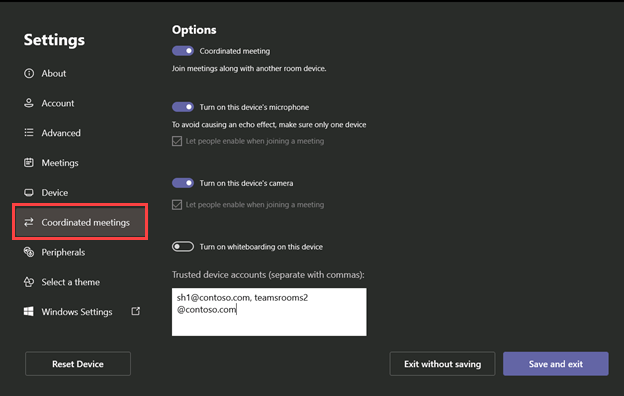 Settings
About
Account
Advanced
Meetings
Device
Coordinated meetings
Peripherals
Select a theme
Windows Settings
Reset Device
Options
Coordinated meeting
Join meetings along with another room device.
Turn on this device's microphone
To avoid causing an echo effect, make sure only one device
Let people enable when joining a meeting
Turn on this device's camera
Let people enable when joining a meeting
Turn on whiteboarding on this device
Trusted device accounts (separate with commas):
sh1@contoso.com, teamsrooms2
@contoso.com
Exit without saving
Save and exit